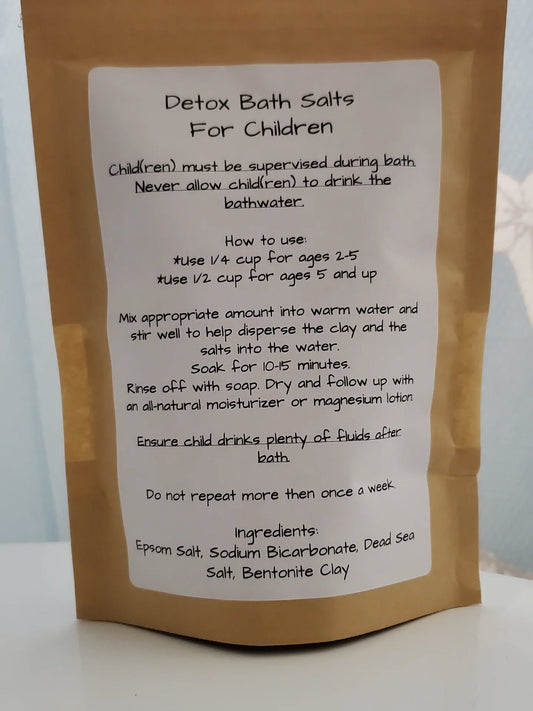 Detox Bath Salts
For Children
Child(ren) must be supervised during bath.
Never allow child(ren) to drink the
bathwater.
How to use:
*Use 1/4 cup for ages 2-5
*Use 1/2 cup for ages 5 and up
Mix appropriate amount into warm water and
stir well to help disperse the clay and the
salts into the water.
Soak for 10-15 minutes.
Rinse off with soap. Dry and follow up with
an all-natural moisturizer or magnesium lotion.
Ensure child drinks plenty of fluids after
bath.
Do not repeat more then once a week.
Ingredients:
Epsom Salt, Sodium Bicarbonate, Dead Sea
Salt, Bentonite Clay